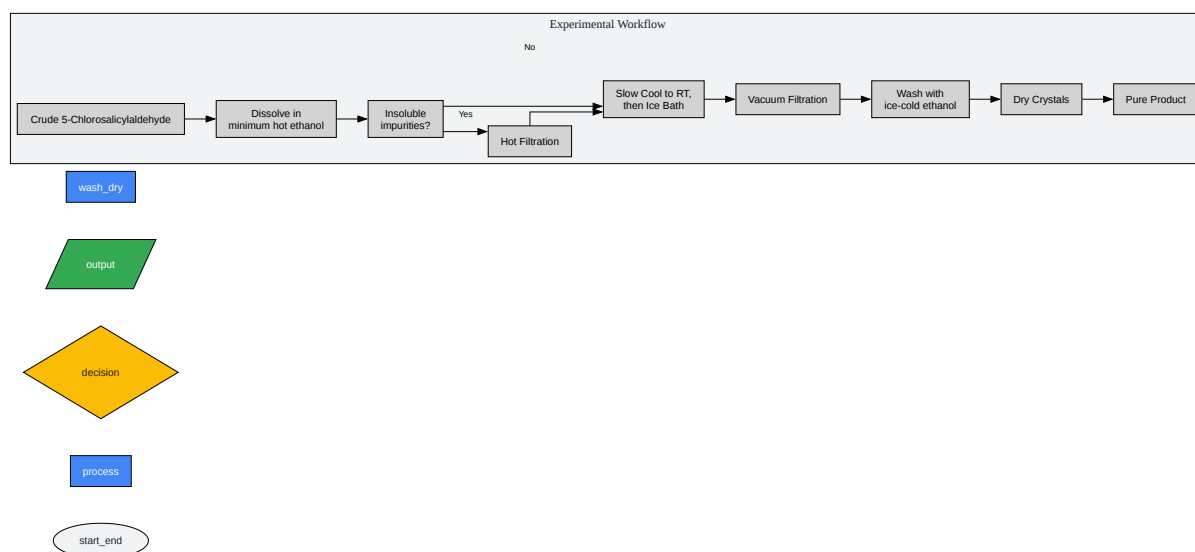 Experimental Workflow
No
Crude 5-Chlorosalicylaldehyde
Dissolve in
minimum hot ethanol
Insoluble
impurities?
Yes
Hot Filtration
Slow Cool to RT,
then Ice Bath
Vacuum Filtration
Wash with
ice-cold ethanol
Dry Crystals
Pure Product
wash_dry
output
decision
process
start_end